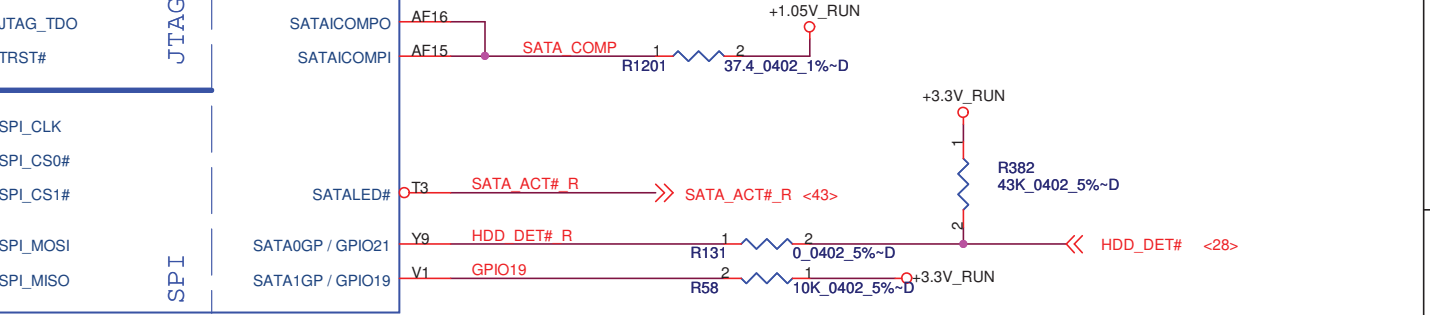 JTAG_TDO
TRST#
JTAG
SPI_CLK
SPI_CS0#
SPI_CS1#
SPI_MOSI
SPI_MISO
SPI
SATAICOMPO
AF16
SATAICOMPI
AF15
SATA_COMP
1
2
R1201
37.4_0402_1%~D
+1.05V_RUN
+3.3V_RUN
1
R382
43K_0402_5%~D
2
SATALED#
T3
SATA_ACT#_R
SATA_ACT#_R <43>
SATA0GP / GPIO21
Y9
HDD_DET#_R
1
2
R131
0_0402_5%~D
HDD_DET# <28>
SATA1GP / GPIO19
V1
GPIO19
2
1
R58
10K_0402_5%~D
+3.3V_RUN